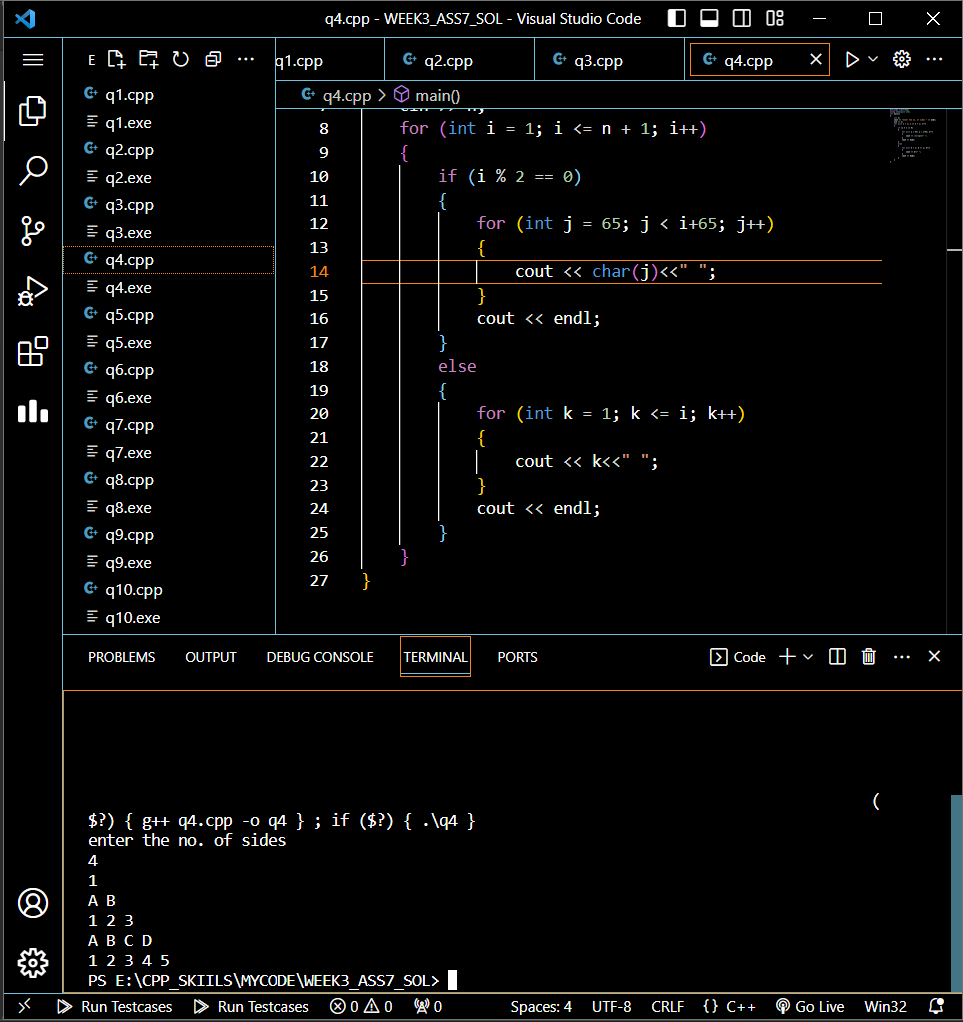 q4.cpp - WEEK3_ASS7_SOL - Visual Studio Code
E
q1.cpp
q2.cpp
q3.cpp
q4.cpp
q4.cpp > main()
q1.cpp
q1.exe
q2.cpp
q2.exe
q3.cpp
q3.exe
q4.cpp
q4.exe
q5.cpp
q5.exe
q6.cpp
q6.exe
q7.cpp
q7.exe
q8.cpp
q8.exe
q9.cpp
q9.exe
q10.cpp
q10.exe
8 for (int i = 1; i <= n + 1; i++)
9 {
10 if (i % 2 == 0)
11 {
12 for (int j = 65; j < i+65; j++)
13 {
14 cout << char(j)<<" ";
15 }
16 cout << endl;
17 }
18 else
19 {
20 for (int k = 1; k <= i; k++)
21 {
22 cout << k<<" ";
23 }
24 cout << endl;
25 }
26 }
27 }
PROBLEMS OUTPUT DEBUG CONSOLE TERMINAL PORTS Code
(
$?) { g++ q4.cpp -o q4 } ; if ($?) { .\q4 }
enter the no. of sides
4
1
A B
1 2 3
A B C D
1 2 3 4 5
PS E:\CPP_SKIILS\MYCODE\WEEK3_ASS7_SOL>
Run Testcases Run Testcases 0 0 0 Spaces: 4 UTF-8 CRLF {} C++ Go Live Win32